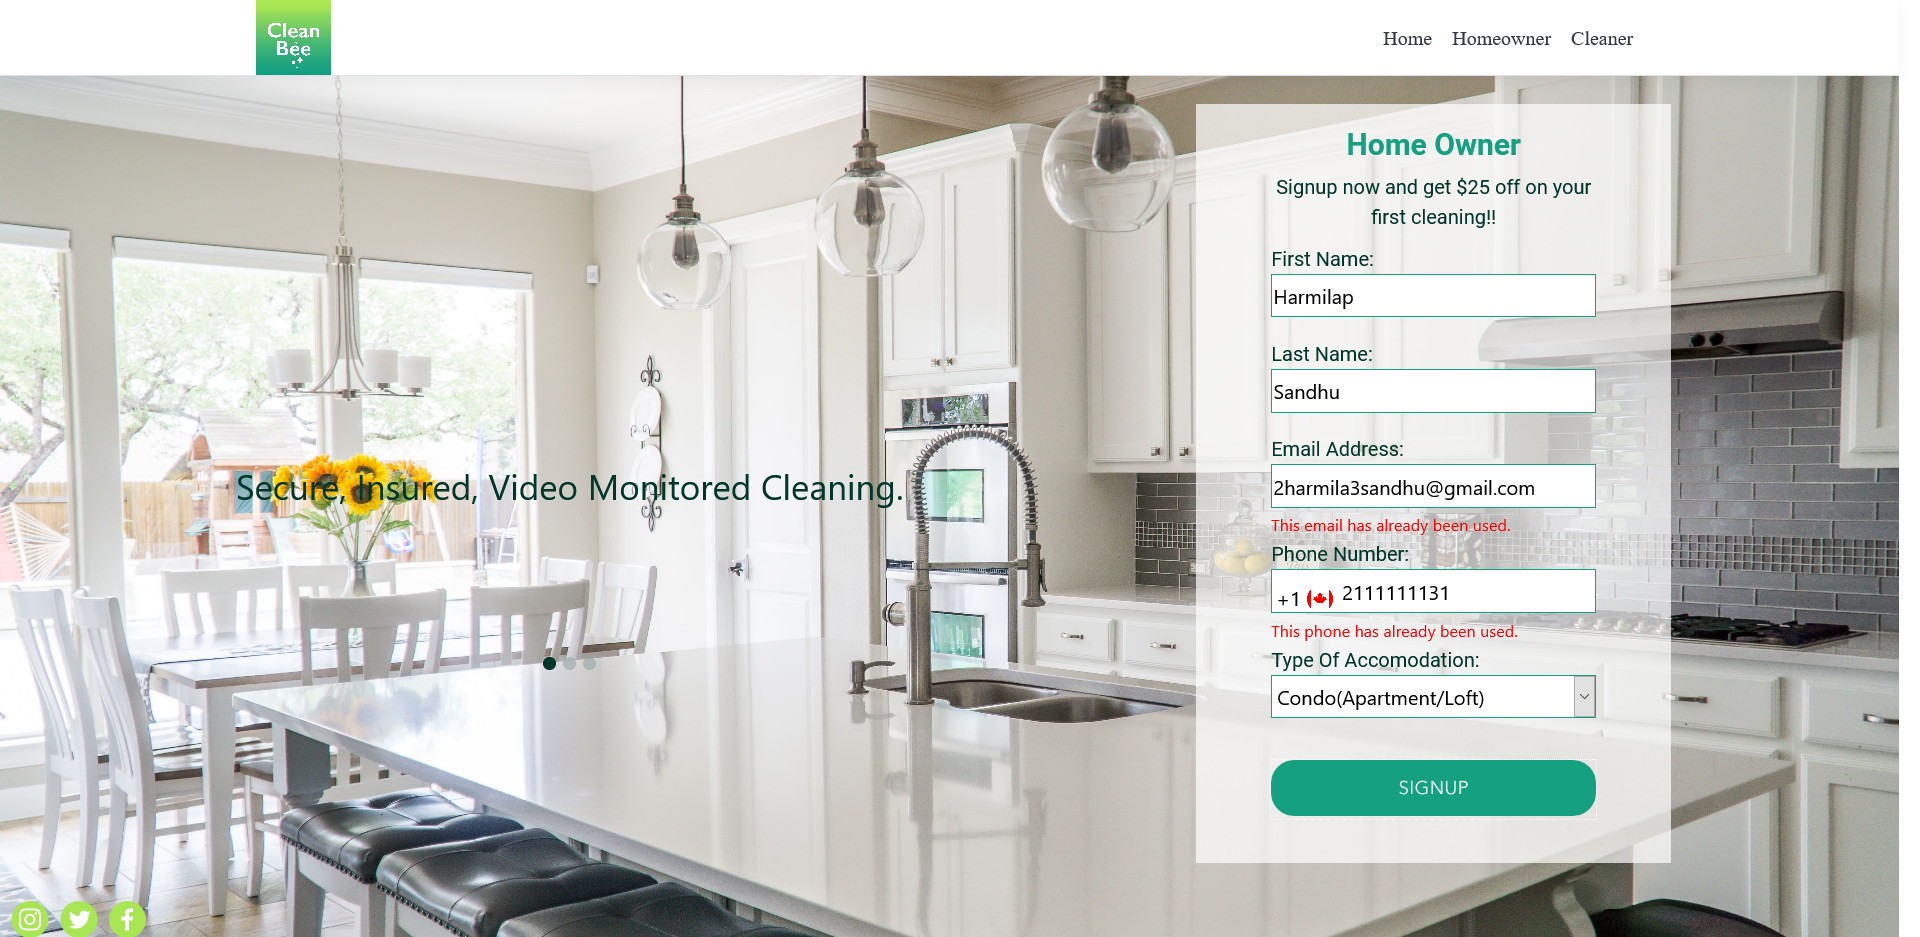 Clean
Bee
Home Homeowner Cleaner
Home Owner
Signup now and get $25 off on your
first cleaning!!
First Name:
Harmilap
Last Name:
Sandhu
Email Address:
2harmila3sandhu@gmail.com
This email has already been used.
Phone Number:
+1 2111111131
This phone has already been used.
Type Of Accomodation:
Condo(Apartment/Loft)
SIGNUP
Secure, Insured, Video Monitored Cleaning.